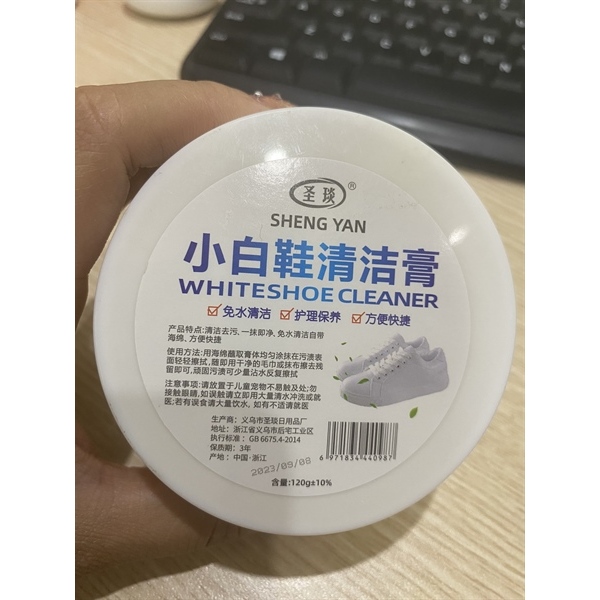 圣琰®
SHENG YAN
小白鞋清洁膏
WHITESHOE CLEANER
免水清洁 护理保养 方便快捷
产品特点:清洁去污,一抹即净、免水清洁自带
海绵、方便快捷
使用方法:用海绵蘸取膏体均匀涂抹在污渍表
面轻轻擦拭,随即用干净的毛巾或抹布擦去残
留即可,顽固污渍可少量沾水反复擦拭
注意事项:请放置于儿童宠物不易触及处;勿
接触眼睛,如误触请立即用大量清水冲洗或就
医;若有误食请大量饮水,如有不适请就医
生产商:义乌市圣琰日用品厂
地址:浙江省义乌市后宅工业区
执行标准:GB 6675.4-2014
保质期:3年
产地:中国·浙江
2023/09/08
6 971834 440987
含量:120g±10%